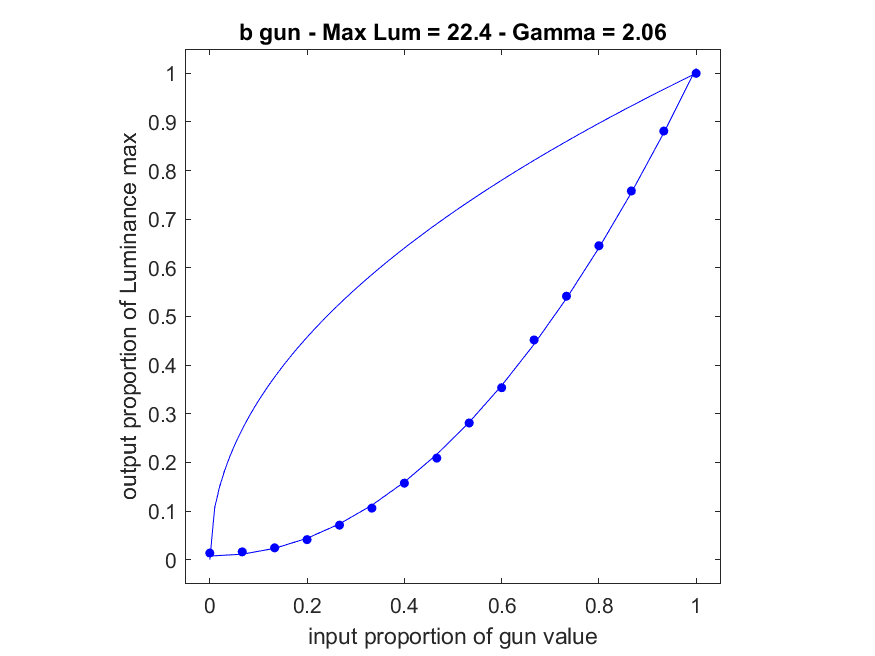 b gun - Max Lum = 22.4 - Gamma = 2.06
output proportion of Luminance max
1
0.9
0.8
0.7
0.6
0.5
0.4
0.3
0.2
0.1
0
0 0.2 0.4 0.6 0.8 1
input proportion of gun value